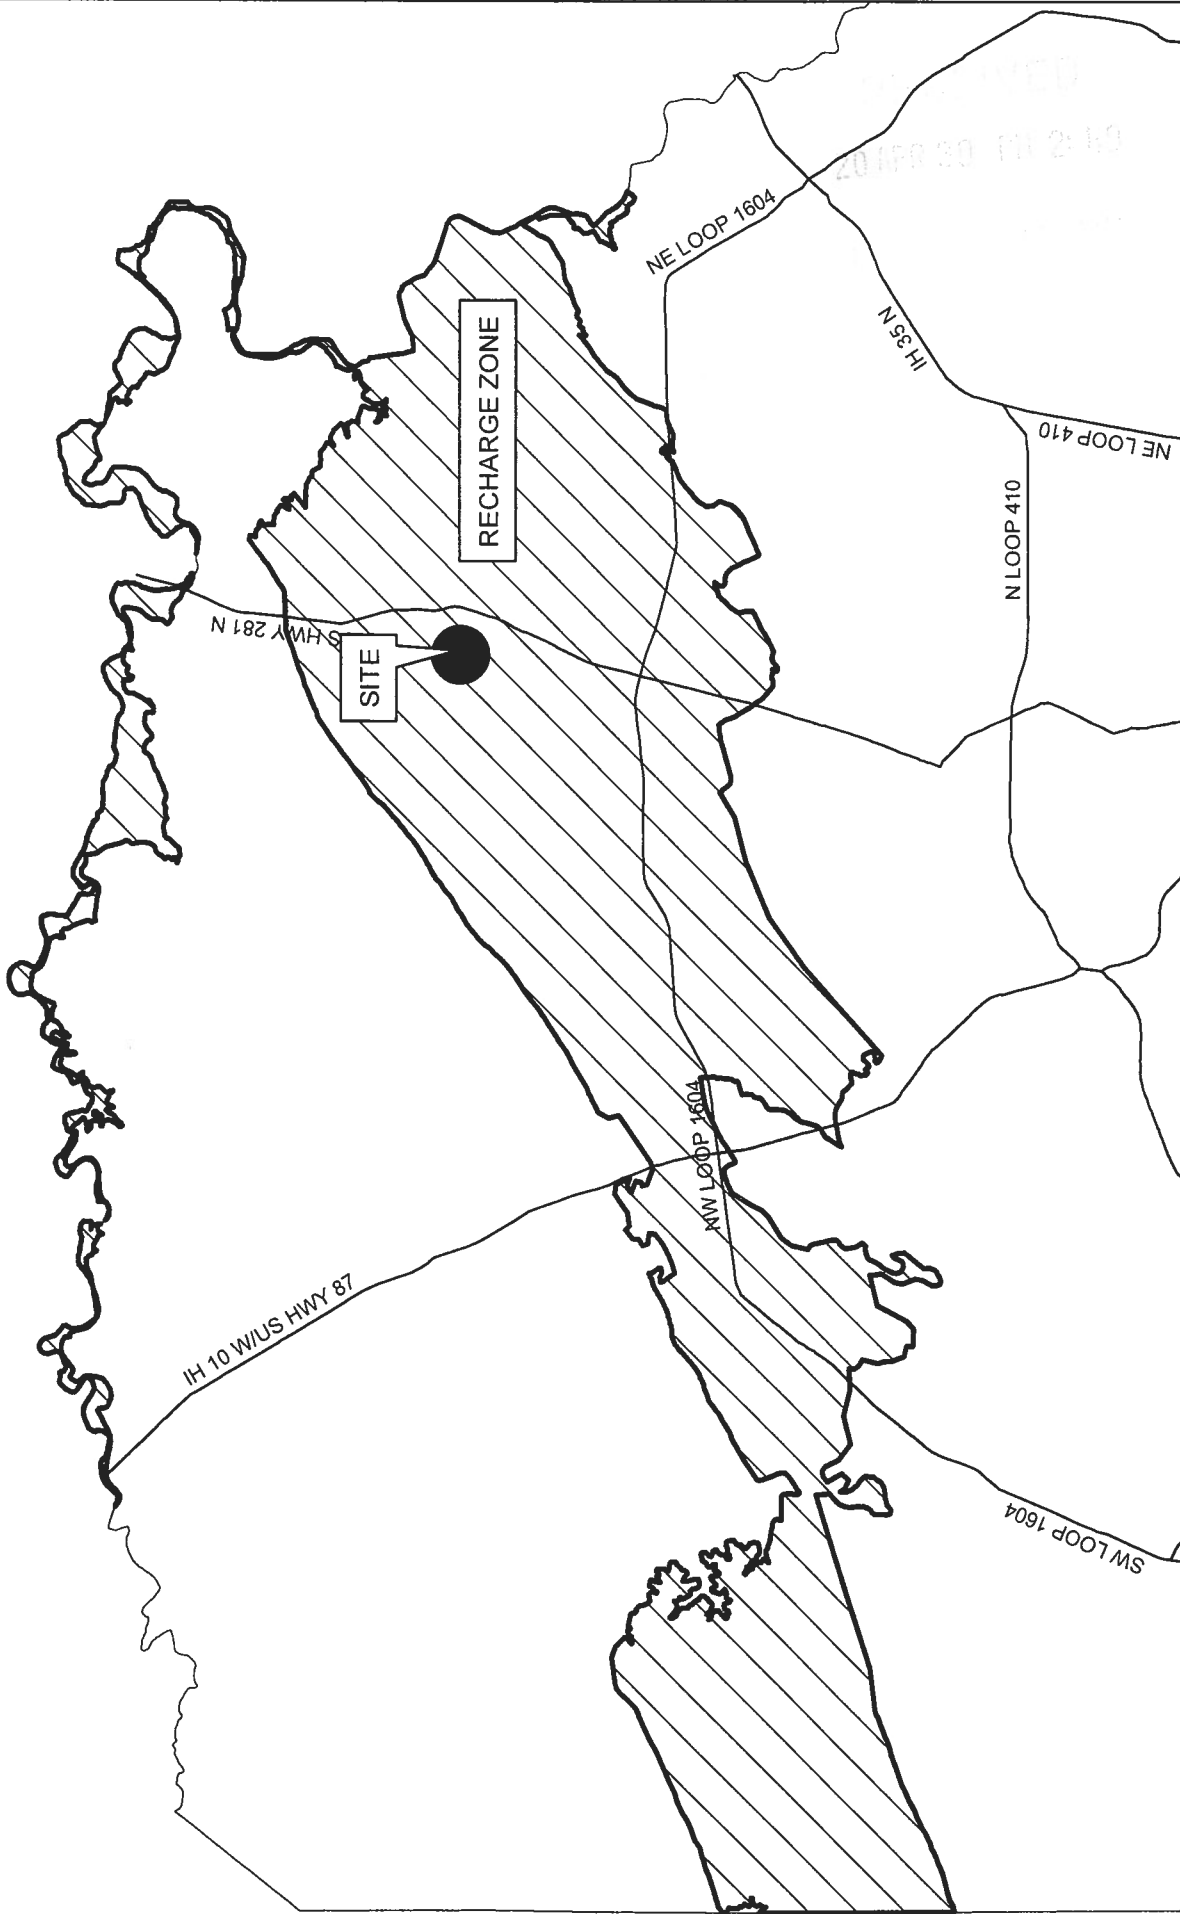 IH 10 W/US HWY 87
S HWY 281 N
SITE
RECHARGE ZONE
NE LOOP 1604
IH 35 N
NE LOOP 410
N LOOP 410
NW LOOP 1604
SW LOOP 1604